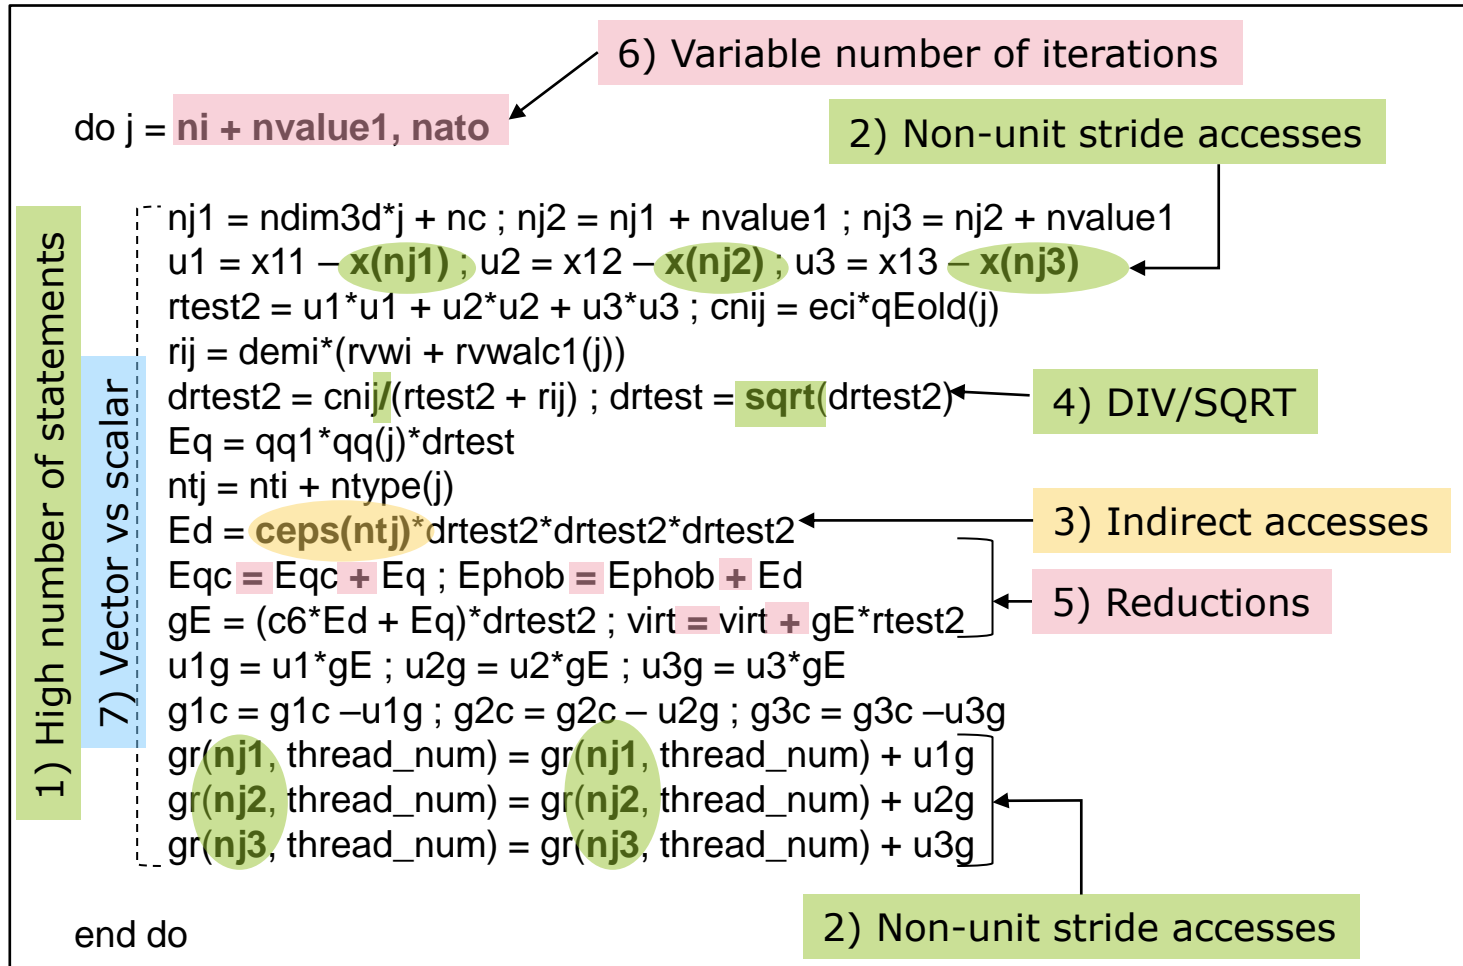 6) Variable number of iterations
do j = ni + nvalue1, nato
2) Non-unit stride accesses
1) High number of statements
7) Vector vs scalar
nj1 = ndim3d*j + nc ; nj2 = nj1 + nvalue1 ; nj3 = nj2 + nvalue1
u1 = x11 – x(nj1) ; u2 = x12 – x(nj2) ; u3 = x13 – x(nj3)
rtest2 = u1*u1 + u2*u2 + u3*u3 ; cnij = eci*qEold(j)
rij = demi*(rvwi + rvwalc1(j))
drtest2 = cnij/(rtest2 + rij) ; drtest = sqrt(drtest2)
4) DIV/SQRT
Eq = qq1*qq(j)*drtest
ntj = nti + ntype(j)
Ed = ceps(ntj)*drtest2*drtest2*drtest2
3) Indirect accesses
Eqc = Eqc + Eq ; Ephob = Ephob + Ed
5) Reductions
gE = (c6*Ed + Eq)*drtest2 ; virt = virt + gE*rtest2
u1g = u1*gE ; u2g = u2*gE ; u3g = u3*gE
g1c = g1c –u1g ; g2c = g2c – u2g ; g3c = g3c –u3g
gr(nj1, thread_num) = gr(nj1, thread_num) + u1g
gr(nj2, thread_num) = gr(nj2, thread_num) + u2g
gr(nj3, thread_num) = gr(nj3, thread_num) + u3g
2) Non-unit stride accesses
end do